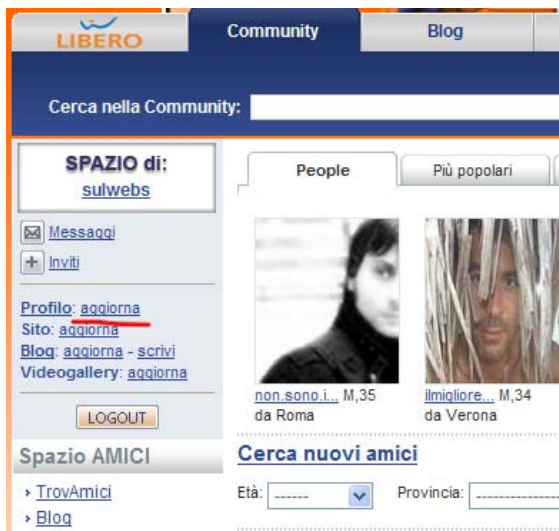 LIBERO
Community
Blog
Cerca nella Community:
SPAZIO di:
sulwebs
Messaggi
Inviti
Profilo: aggiorna
Sito: aggiorna
Blog: aggiorna - scrivi
Videogallery: aggiorna
LOGOUT
Spazio AMICI
TrovAmici
Blog
People
Più popolari
non.sono.i... M,35
da Roma
ilmigliore... M,34
da Verona
Cerca nuovi amici
Età: ------
Provincia: -------------